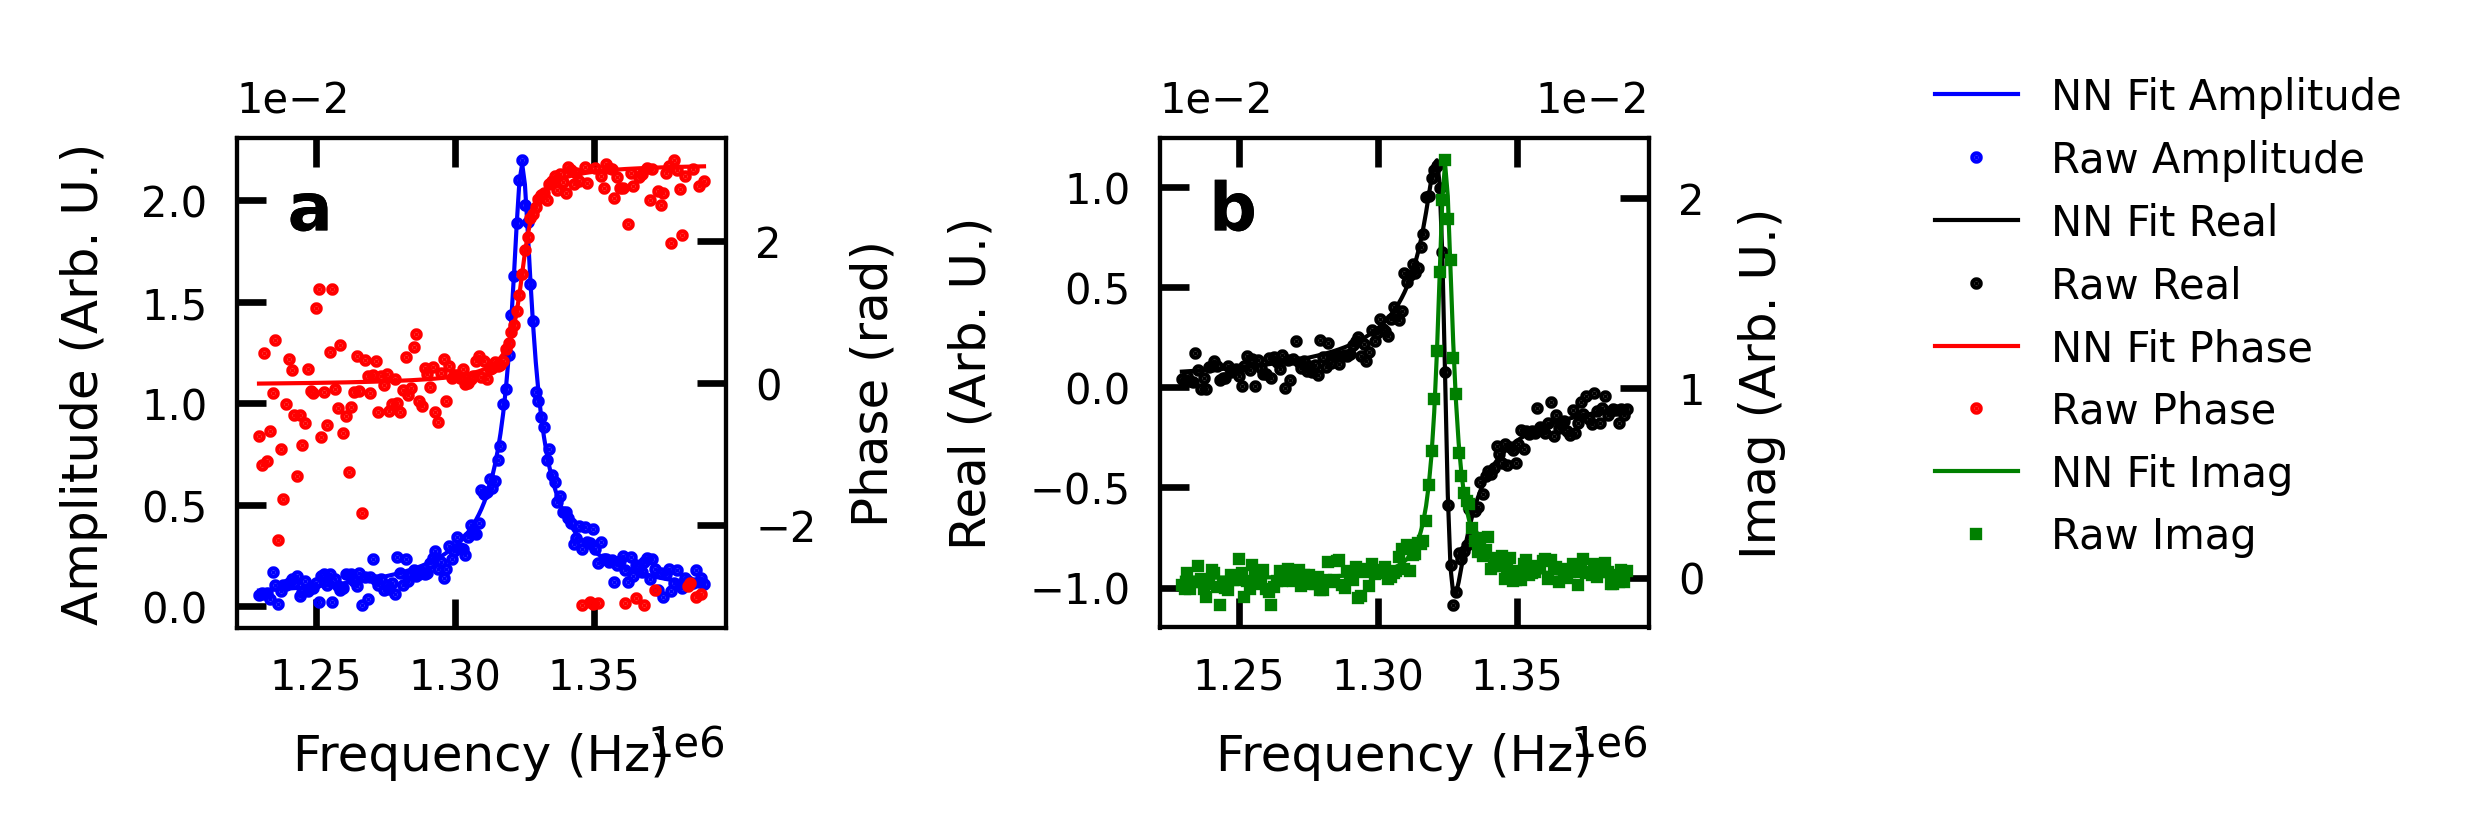 1e−2
a
Amplitude (Arb. U.)
2.0
1.5
1.0
0.5
0.0
2
0
−2
Phase (rad)
1.25 1.30 1.35
1e6
Frequency (Hz)
1e−2 1e−2
b
Real (Arb. U.)
1.0
0.5
0.0
−0.5
−1.0
2
1
0
Imag (Arb. U.)
1.25 1.30 1.35
1e6
Frequency (Hz)
NN Fit Amplitude
Raw Amplitude
NN Fit Real
Raw Real
NN Fit Phase
Raw Phase
NN Fit Imag
Raw Imag